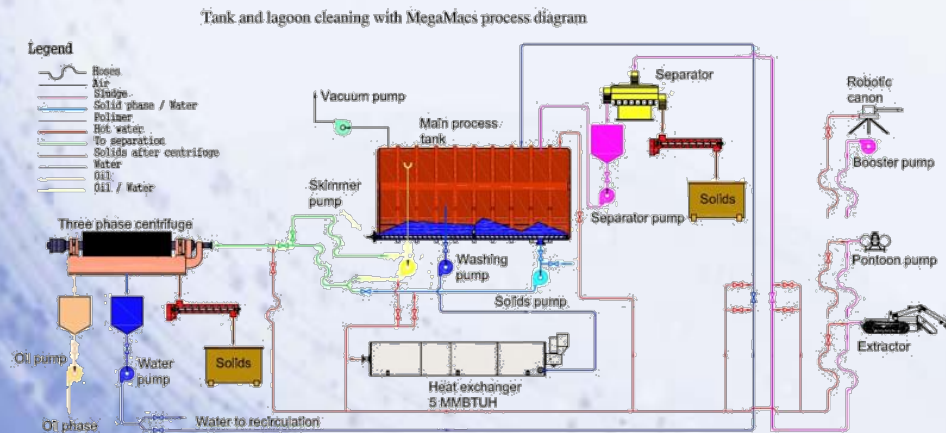 Tank and lagoon cleaning with MegaMacs process diagram
Legend
Hoses
Air
Sludge
Solid phase / Water
Polimer
Hot water
To separation
Solids after centrifuge
Water
Oil
Oil / Water
Vacuum pump
Main process
tank
Separator
Robotic
canon
Booster pump
Skimmer
pump
Solids
Separator pump
Three phase centrifuge
Washing
pump
Solids pump
Pontoon pump
Extractor
Oil pump
Water
pump
Solids
Heat exchanger
5 MMBTUH
Oil phase
Water to recirculation